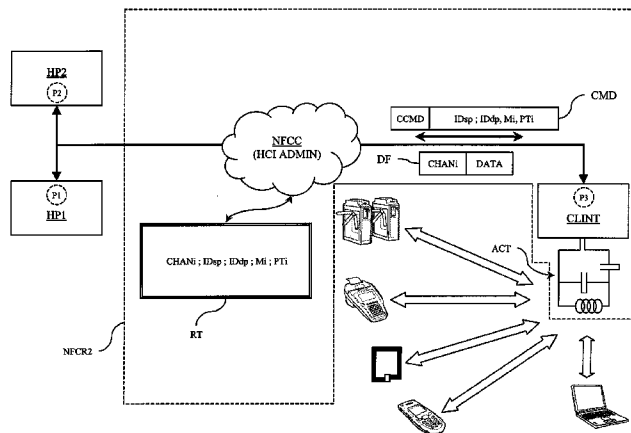 HP2
P2
P1
HP1
NFCC
(HCI ADMIN)
CMD
CCMD
IDsp ; IDdp, Mi, PTi
DF
CHANi
DATA
P3
CLINT
ACT
CHANi ; IDsp ; IDdp ; Mi ; PTi
RT
NFCR2